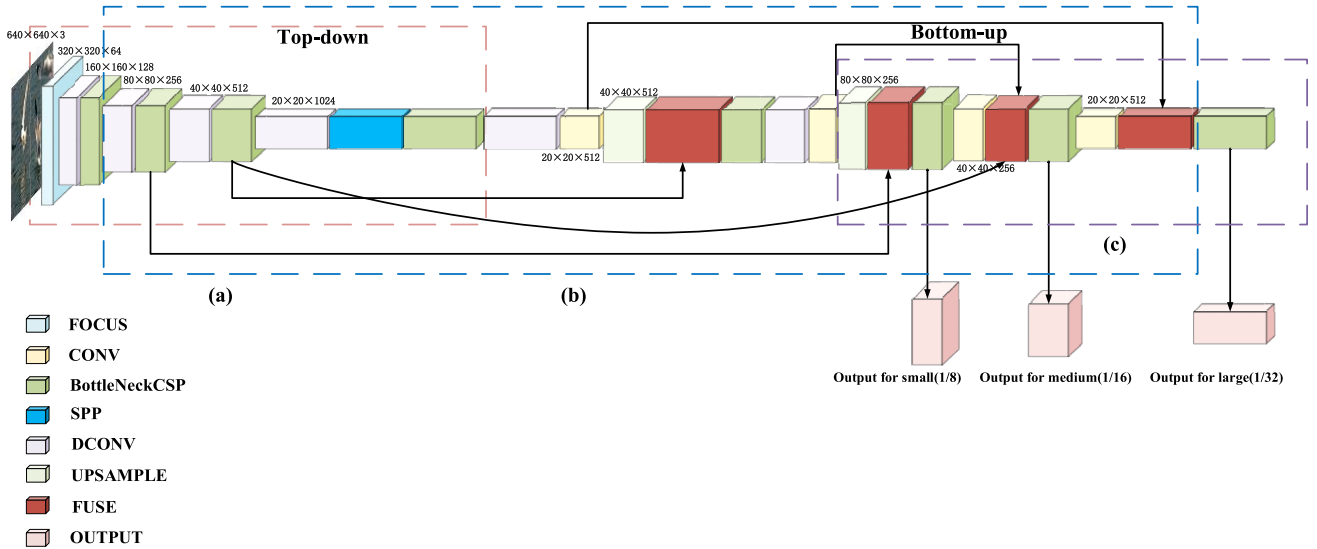 Top-down
Bottom-up
640×640×3
320×320×64
160×160×128
80×80×256
40×40×512
20×20×1024
20×20×512
40×40×512
80×80×256
40×40×256
20×20×512
(a)
(b)
(c)
FOCUS
CONV
BottleNeckCSP
SPP
DCONV
UPSAMPLE
FUSE
OUTPUT
Output for small(1/8)
Output for medium(1/16)
Output for large(1/32)